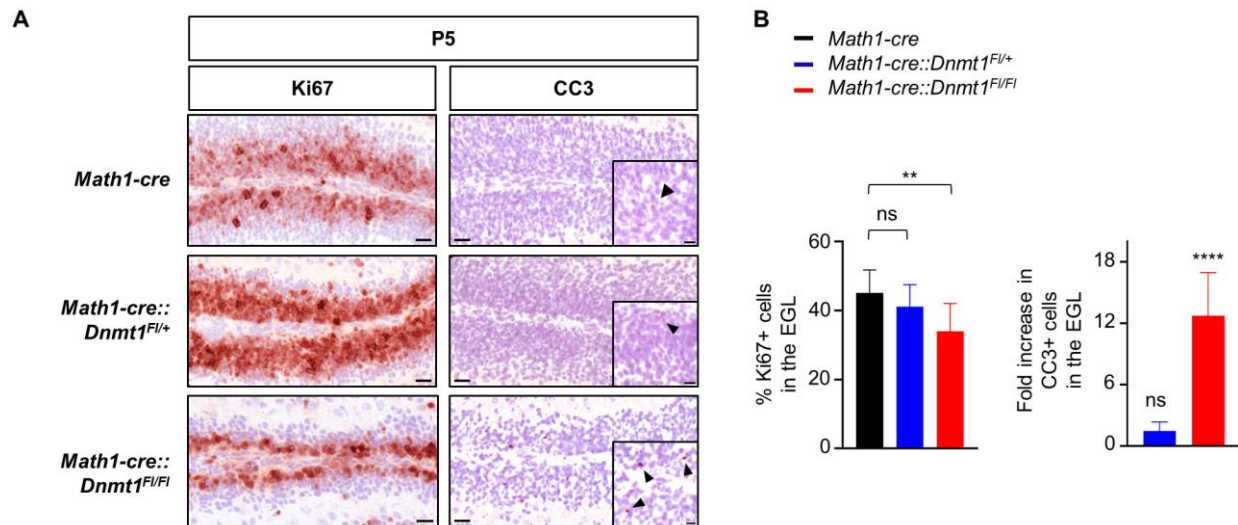 A
P5
Ki67
CC3
Math1-cre
Math1-cre::
Dnmt1Fl/+
Math1-cre::
Dnmt1Fl/Fl
B
Math1-cre
Math1-cre::Dnmt1Fl/+
Math1-cre::Dnmt1Fl/Fl
% Ki67+ cells
in the EGL
60
40
20
0
ns
**
Fold increase in
CC3+ cells
in the EGL
18
12
6
0
ns
****